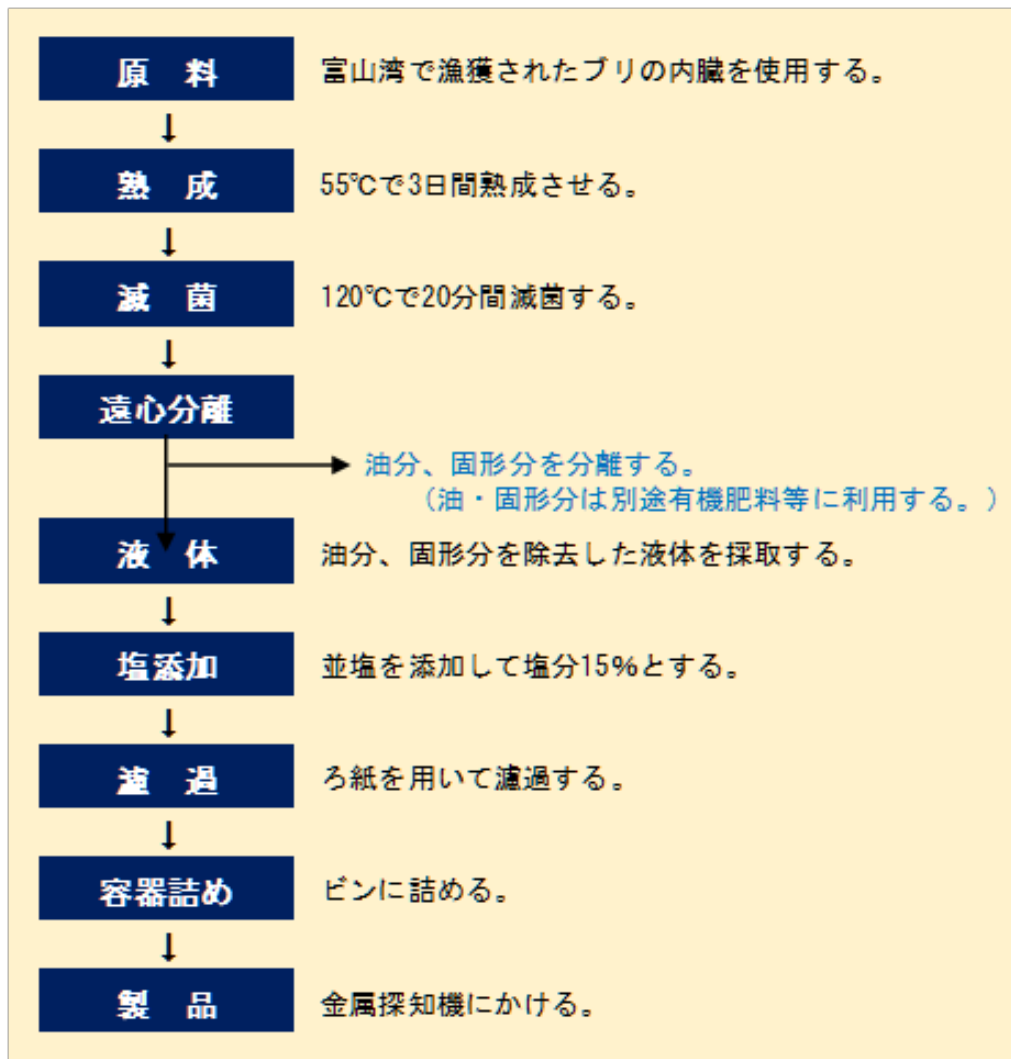 原　料　富山湾で漁獲されたブリの内臓を使用する。
↓
熟　成　55℃で3日間熟成させる。
↓
滅　菌　120℃で20分間滅菌する。
↓
遠心分離
油分、固形分を分離する。
（油・固形分は別途有機肥料等に利用する。）
液　体　油分、固形分を除去した液体を採取する。
↓
塩添加　並塩を添加して塩分15%とする。
↓
濾　過　ろ紙を用いて濾過する。
↓
容器詰め　ビンに詰める。
↓
製　品　金属探知機にかける。